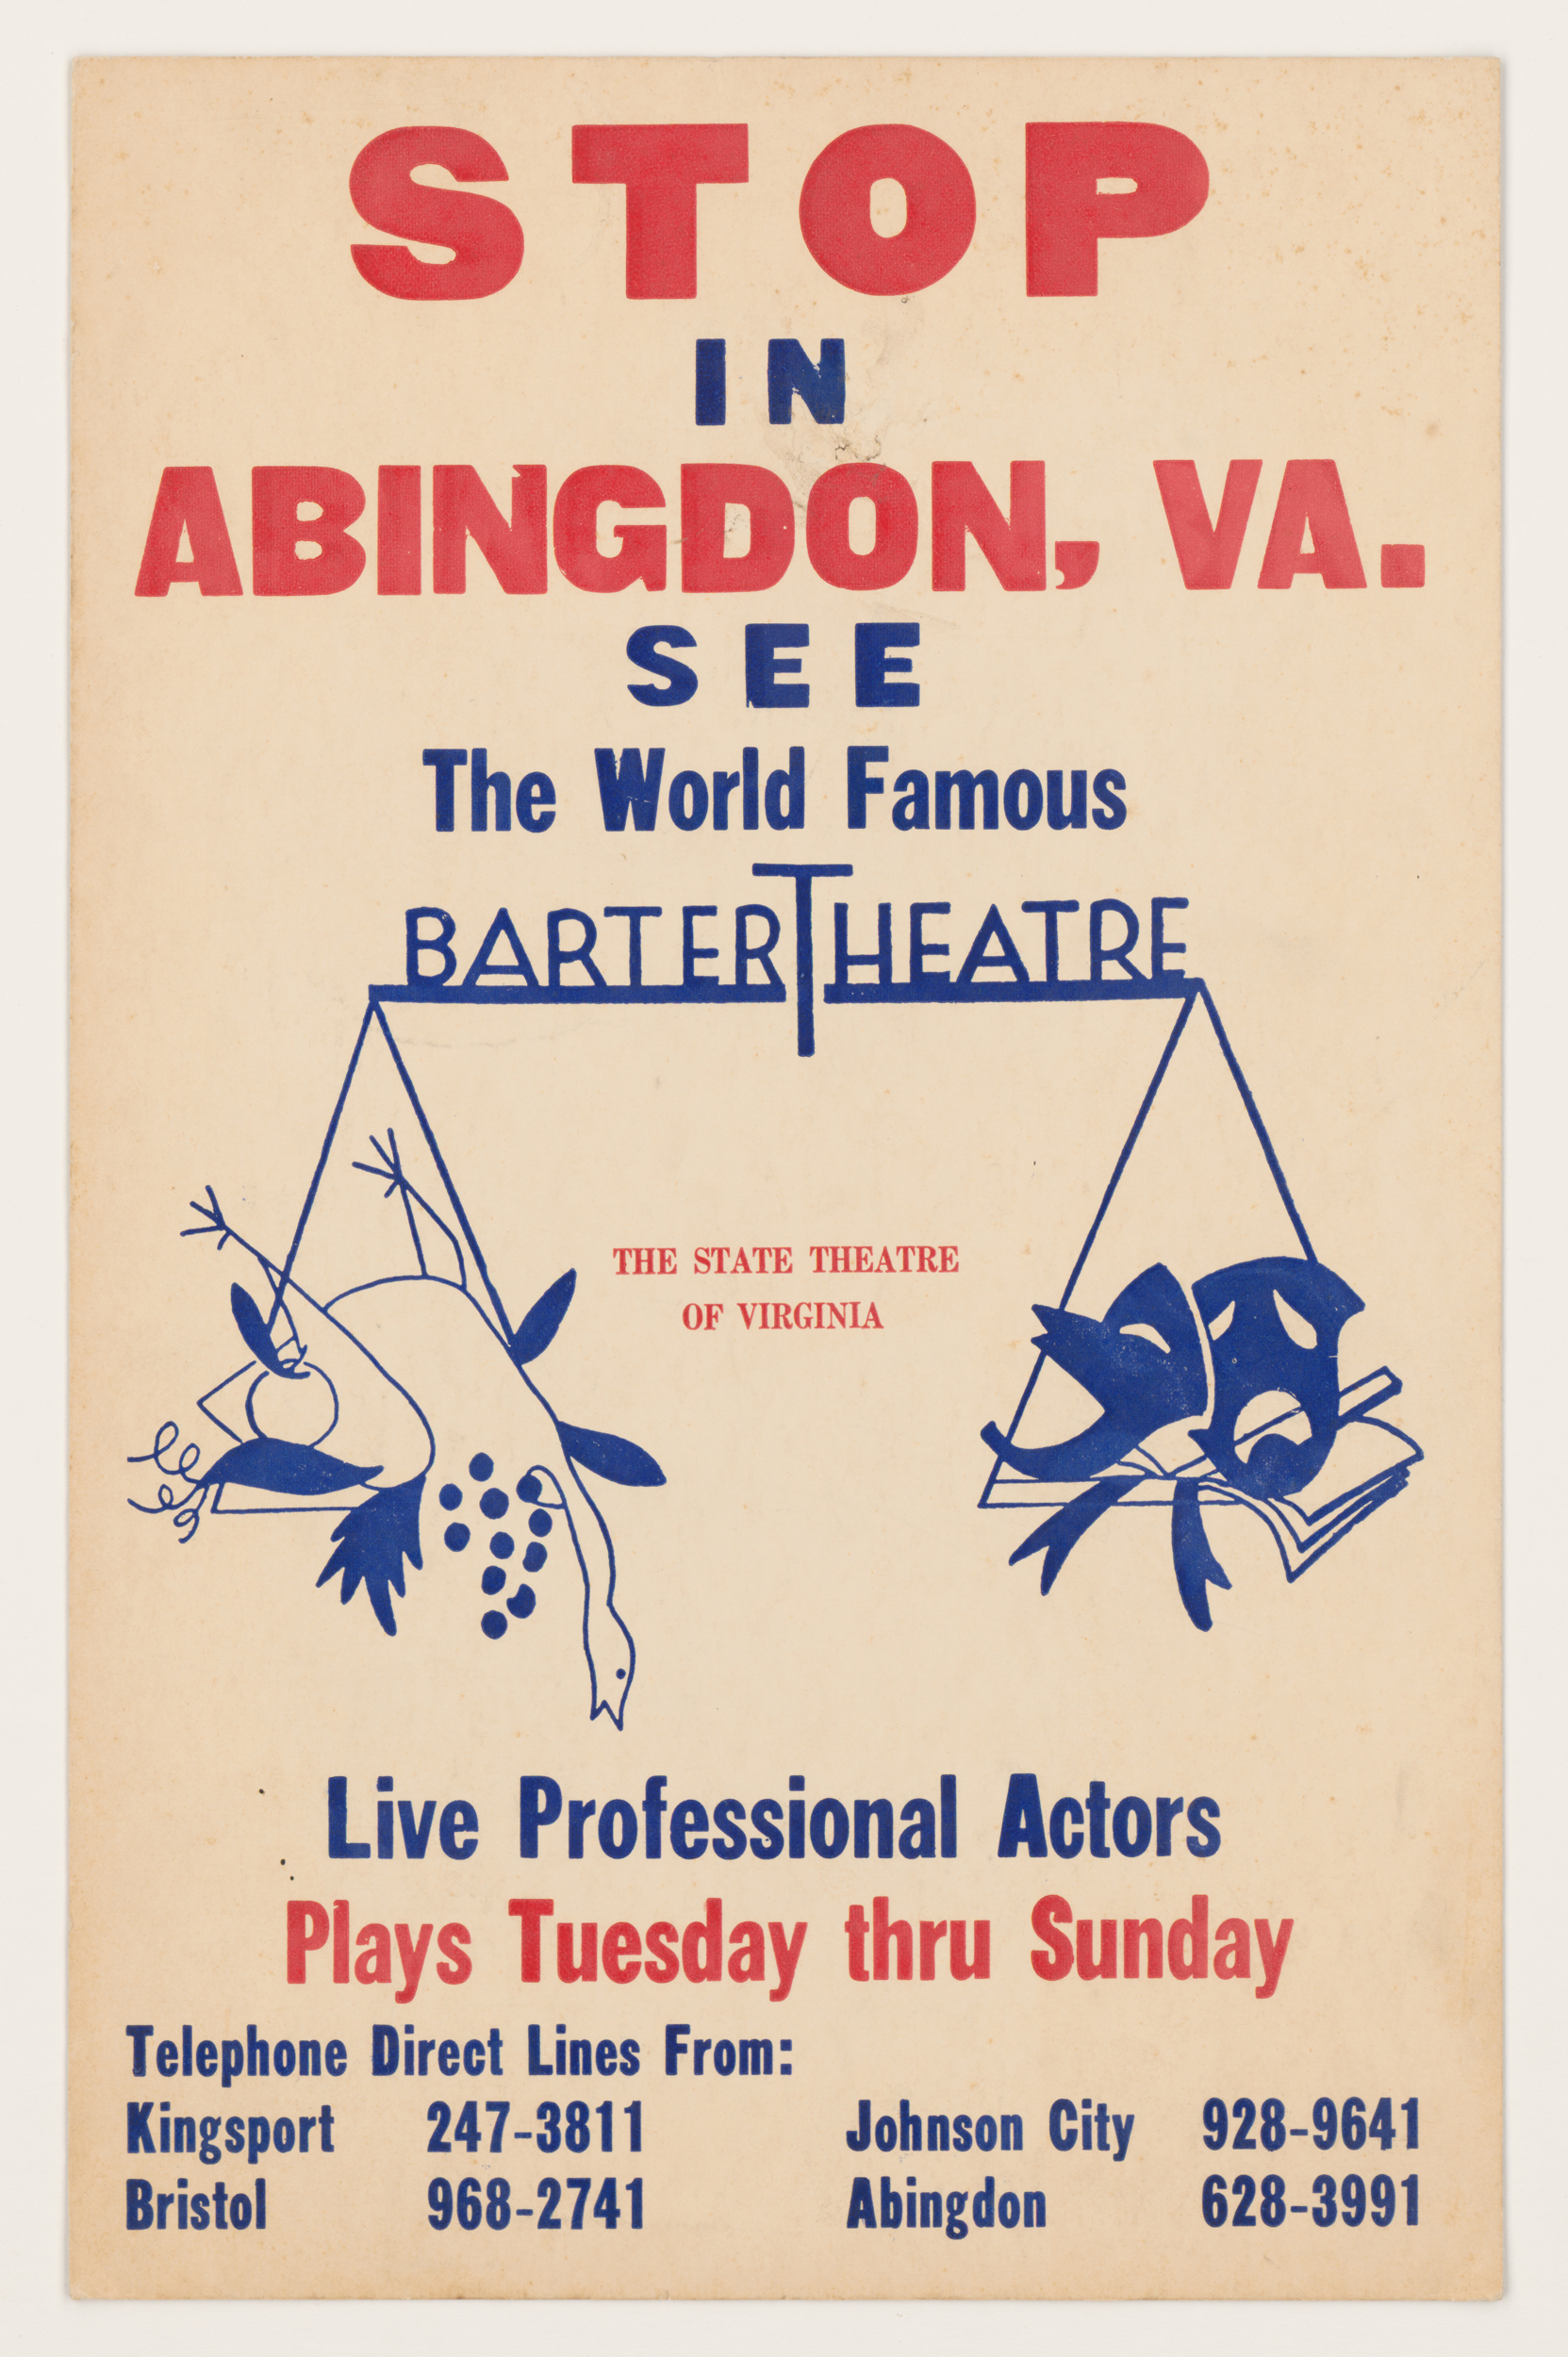 STOP
IN
ABINGDON, VA.
SEE
The World Famous
BARTER THEATRE
THE STATE THEATRE
OF VIRGINIA
Live Professional Actors
Plays Tuesday thru Sunday
Telephone Direct Lines From:
Kingsport 247-3811 Johnson City 928-9641
Bristol 968-2741 Abingdon 628-3991